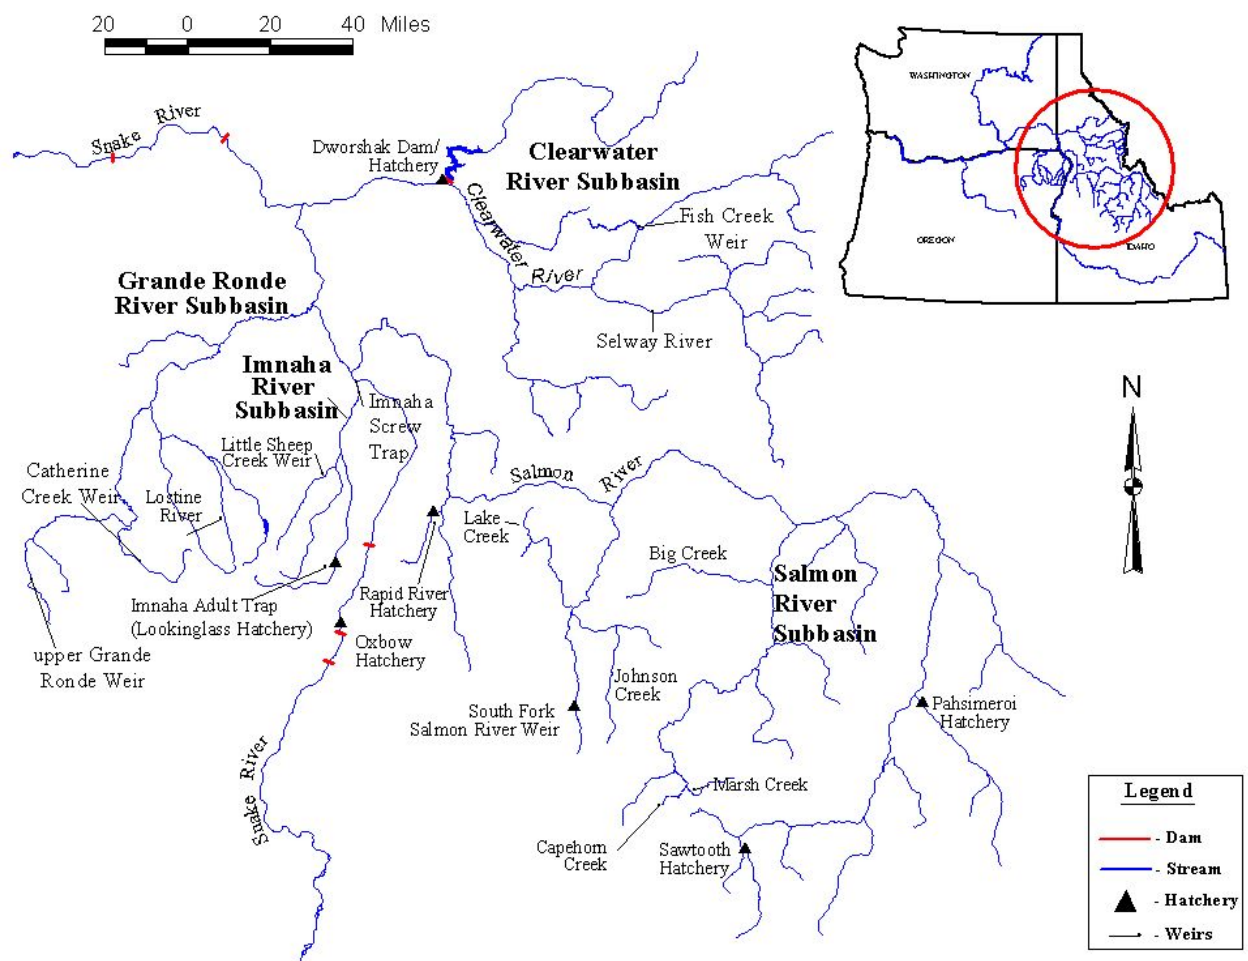 20 0 40 Miles
WASHINGTON
OREGON
IDAHO
Snake River
Dworshak Dam/
Hatchery
Clearwater
River Subbasin
Clearwater
River
Fish Creek
Weir
Selway River
Grande Ronde
River Subbasin
Imnaha
River
Subbasin
Imnaha
Screw
Trap
Little Sheep
Creek Weir
Catherine
Creek Weir
Lostine
River
Salmon River
Lake
Creek
Big Creek
Salmon
River
Subbasin
Rapid River
Hatchery
Imnaha Adult Trap
(Lookinglass Hatchery)
Oxbow
Hatchery
upper Grande
Ronde Weir
Johnson
Creek
South Fork
Salmon River Weir
Pahsimeroi
Hatchery
Snake River
Marsh Creek
Capehorn
Creek
Sawtooth
Hatchery
N
Legend
- Dam
- Stream
- Hatchery
- Weirs